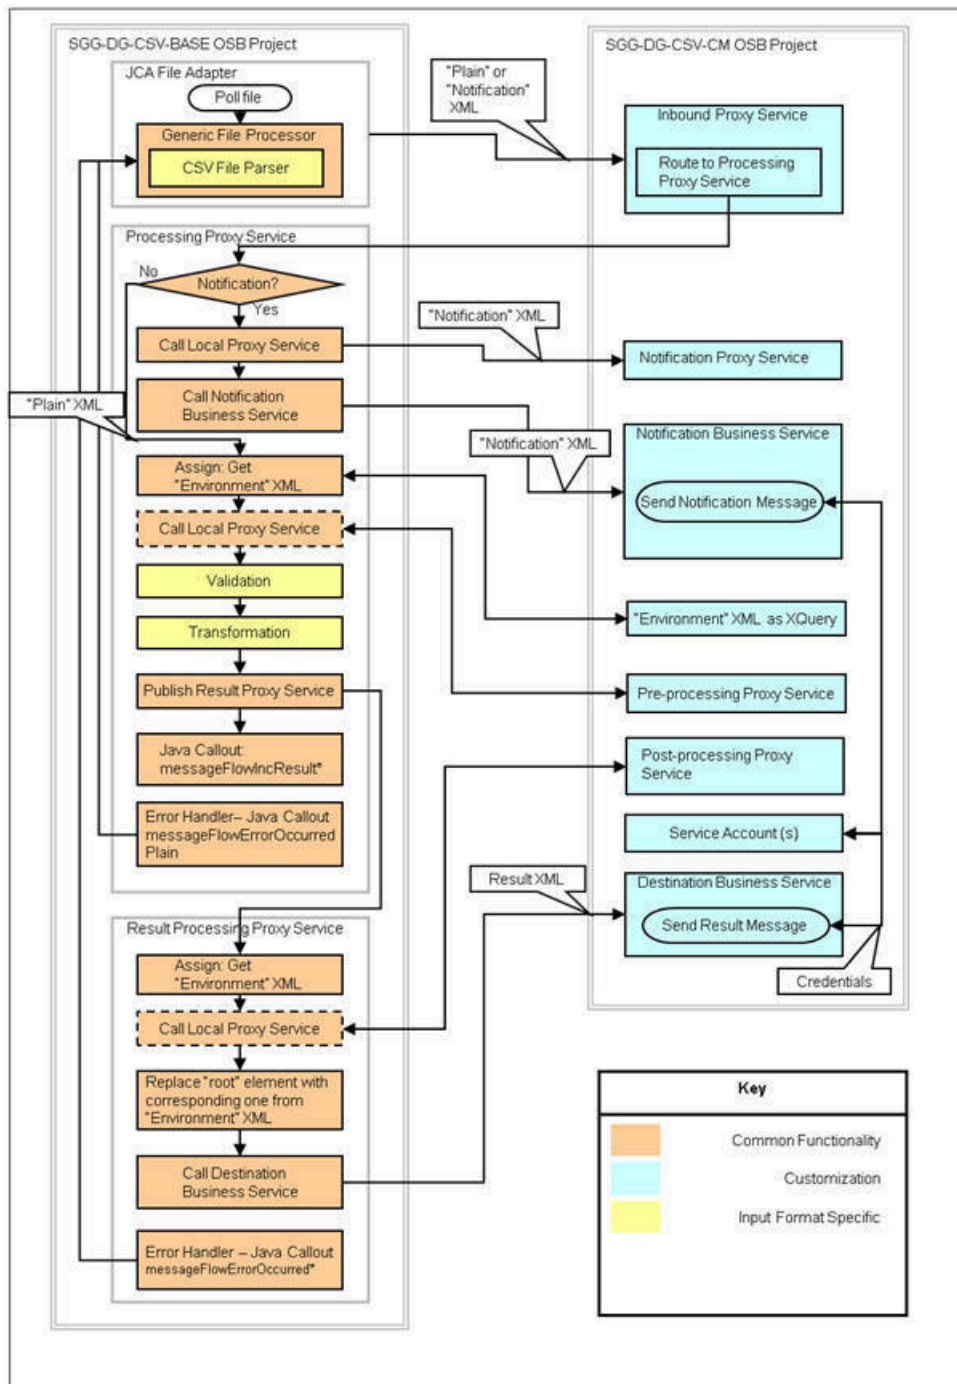 SGG-DG-CSV-BASE OSB Project
JCA File Adapter
Poll file
Generic File Processor
CSV File Parser
"Plain" or
"Notification"
XML
SGG-DG-CSV-CM OSB Project
Inbound Proxy Service
Route to Processing
Proxy Service
Processing Proxy Service
No
Notification?
Yes
Call Local Proxy Service
"Notification" XML
Notification Proxy Service
"Plain" XML
Call Notification
Business Service
"Notification" XML
Notification Business Service
Send Notification Message
Assign: Get
"Environment" XML
Call Local Proxy Service
Validation
Transformation
Publish Result Proxy Service
Java Callout:
messageFlowIncResult*
Error Handler– Java Callout
messageFlowErrorOccurred
Plain
"Environment" XML as XQuery
Pre-processing Proxy Service
Post-processing Proxy
Service
Service Account (s)
Result XML
Destination Business Service
Send Result Message
Credentials
Result Processing Proxy Service
Assign: Get
"Environment" XML
Call Local Proxy Service
Replace "root" element with
corresponding one from
"Environment" XML
Call Destination
Business Service
Error Handler – Java Callout
messageFlowErrorOccurred*
Key
Common Functionality
Customization
Input Format Specific